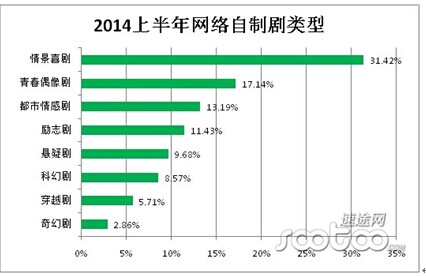 2014上半年网络自制剧类型
情景喜剧 31.42%
青春偶像剧 17.14%
都市情感剧 13.19%
励志剧 11.43%
悬疑剧 9.68%
科幻剧 8.57%
穿越剧 5.71%
奇幻剧 2.86%
速途网
sootoo.com
0% 5% 10% 15% 20% 25% 30% 35%